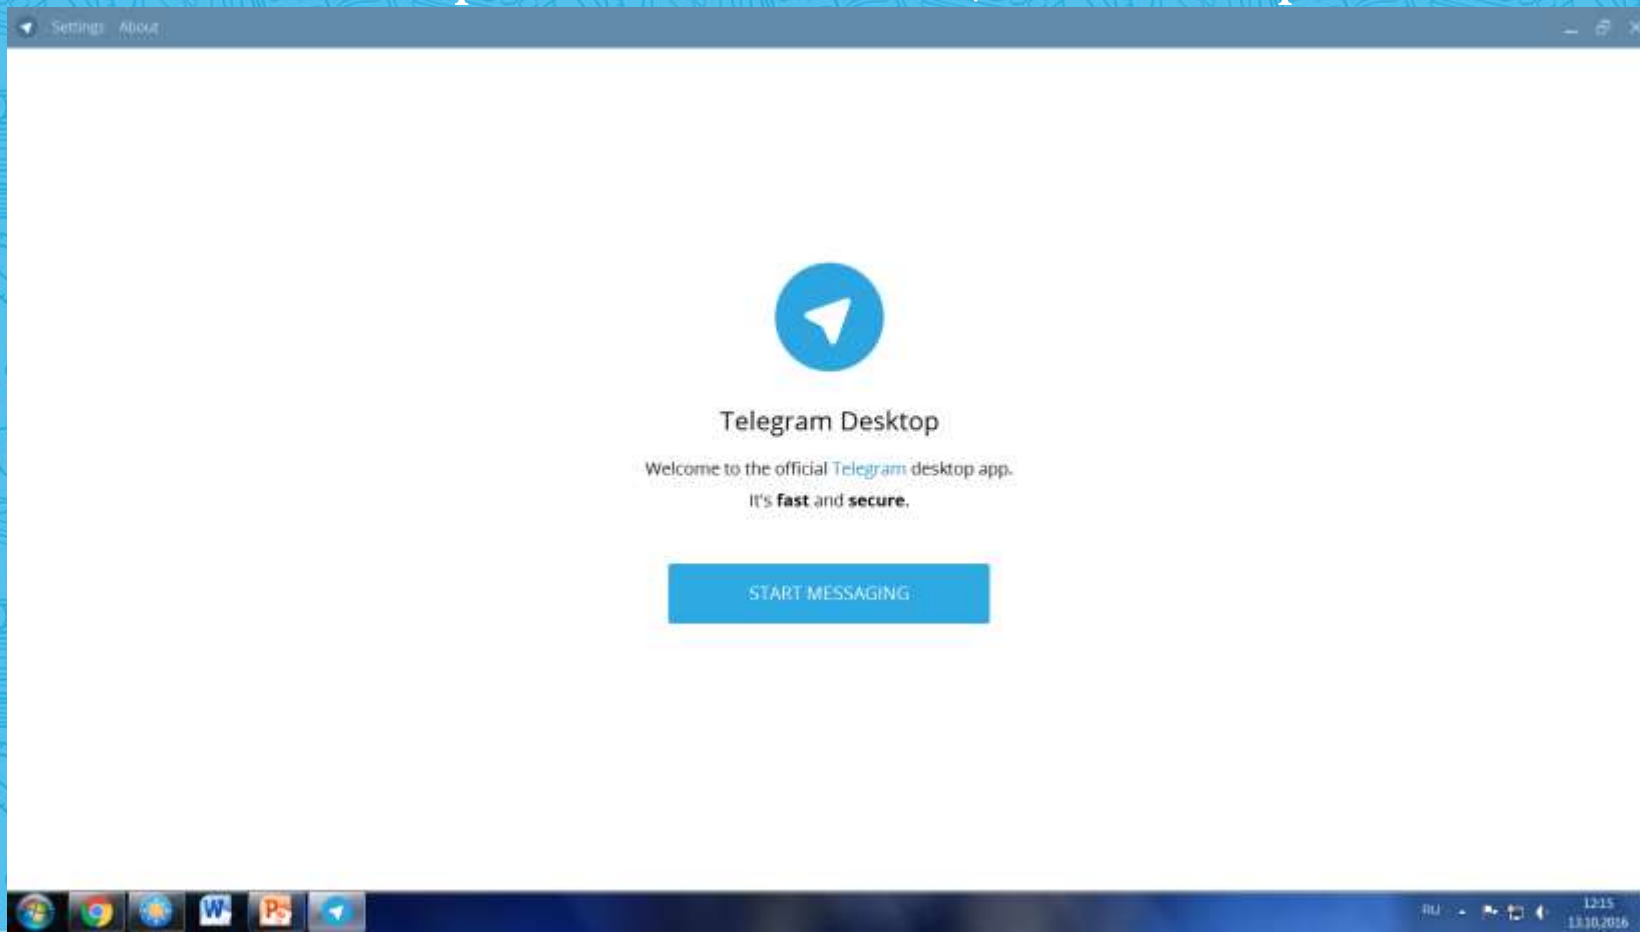 Settings About
Telegram Desktop
Welcome to the official Telegram desktop app.
It's fast and secure.
START MESSAGING
RU
12:15
13.10.2016